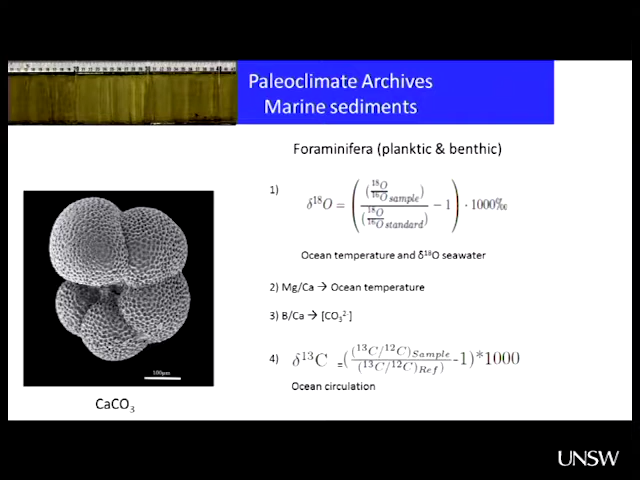 Paleoclimate Archives
Marine sediments
Foraminifera (planktic & benthic)
1) δ¹⁸O = ( (¹⁸O/¹⁶O sample) / (¹⁸O/¹⁶O standard) − 1 ) · 1000‰
Ocean temperature and δ¹⁸O seawater
2) Mg/Ca → Ocean temperature
3) B/Ca → [CO₃²⁻]
4) δ¹³C =( (¹³C/¹²C)Sample / (¹³C/¹²C)Ref) -1)*1000
Ocean circulation
100μm
CaCO₃
UNSW